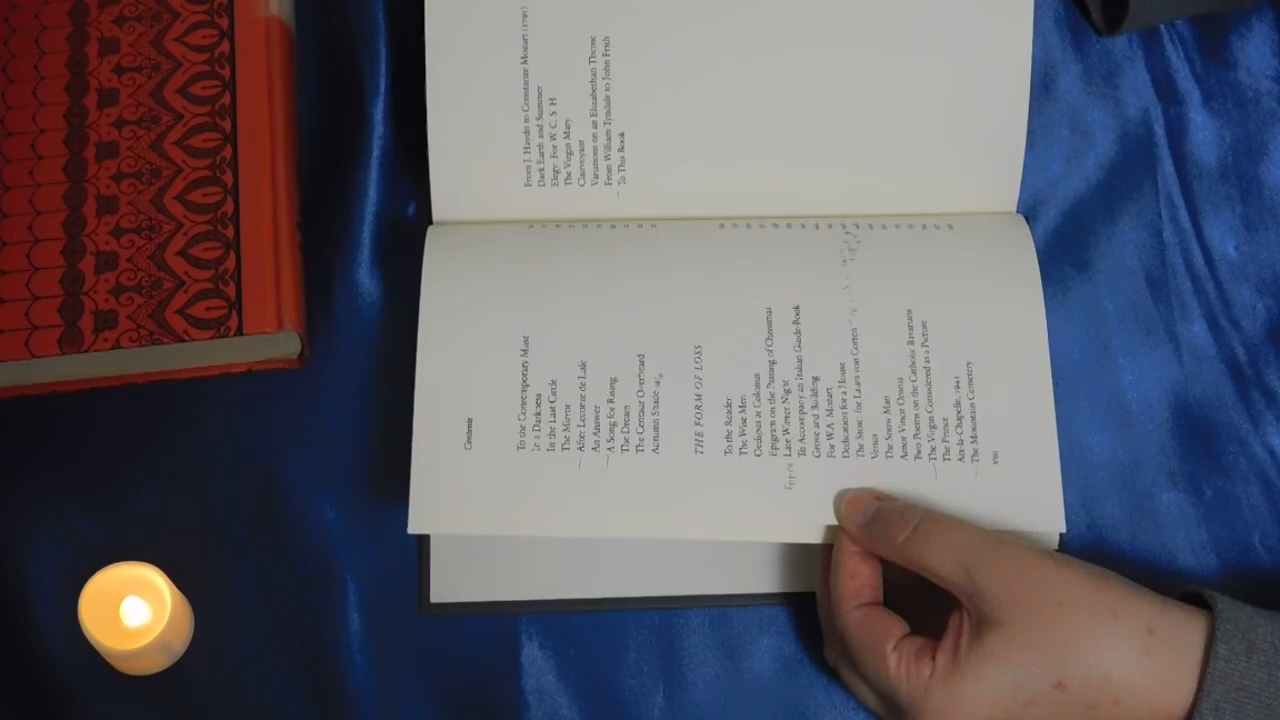 Contents
To the Contemporary Muse
In a Darkness
In the Last Circle
The Mirror
After Leconte de Lisle
An Answer
A Song for Rising
The Dream
The Centaur Overheard
Autumn Shade
THE FORM OF LOSS
To the Reader
The Wise Men
Oedipus at Colonus
Epigram on the Passing of Christmas
Late Winter Night
To Accompany an Italian Guide-Book
Grove and Building
For W.A. Mozart
Dedication for a House
The Stoic: for Laura von Courten
Venus
The Snow Man
Amor Vincit Omnia
Two Poems on the Catholic Bavarians
The Virgin Considered as a Picture
The Prince
Aix-la-Chapelle, 1945
The Mountain Cemetery
viii
From J. Haydn to Constanze Mozart (1791)
Dark Earth and Summer
Elegy: For W. C. S. H
The Virgin Mary
Clairvoyant
Variations on an Elizabethan Theme
From William Tyndale to John Frith
To This Book